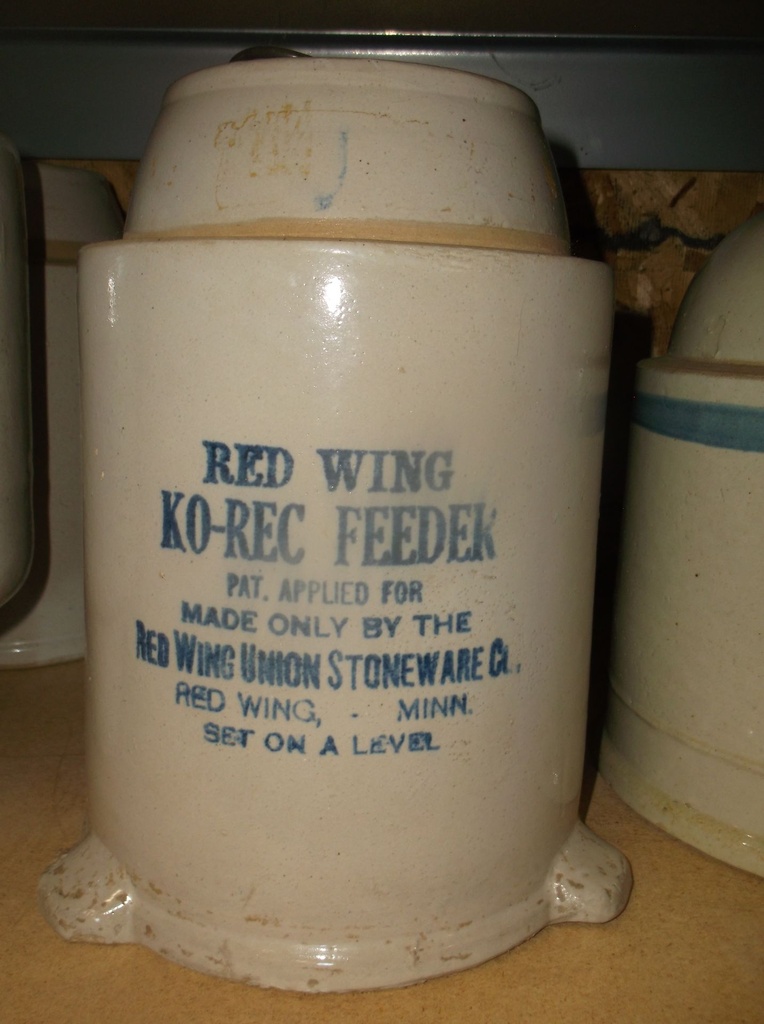 RED WING
KO-REC FEEDER
PAT. APPLIED FOR
MADE ONLY BY THE
RED WING UNION STONEWARE CO.,
RED WING, - MINN.
SET ON A LEVEL